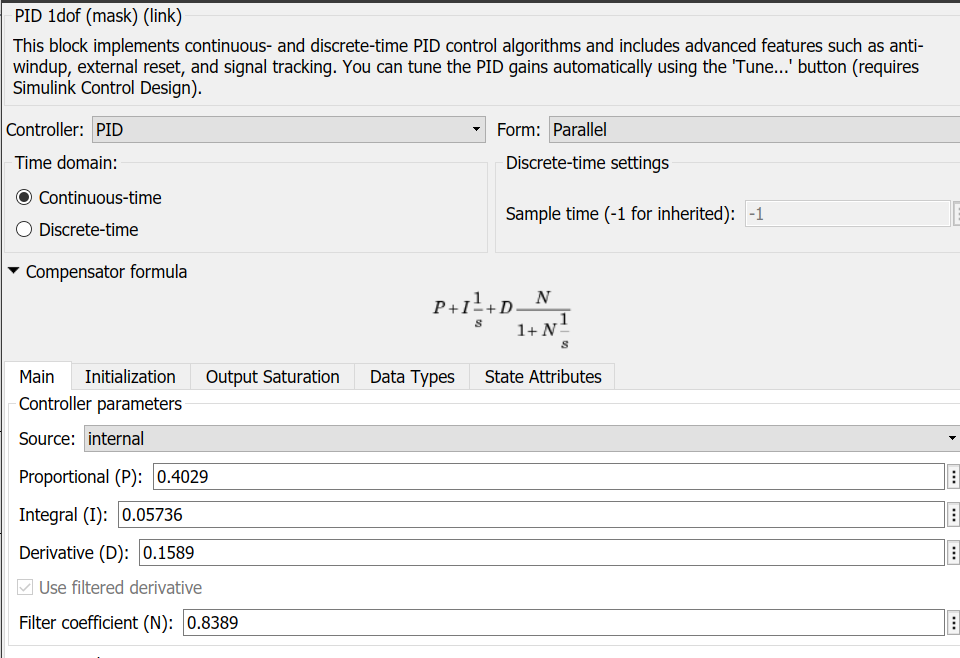 PID 1dof (mask) (link)
This block implements continuous- and discrete-time PID control algorithms and includes advanced features such as anti-
windup, external reset, and signal tracking. You can tune the PID gains automatically using the 'Tune...' button (requires
Simulink Control Design).
Controller: PID Form: Parallel
Time domain: Discrete-time settings
Continuous-time
Sample time (-1 for inherited): -1
Discrete-time
Compensator formula
P + I 1/s + D N/(1 + N 1/s)
Main Initialization Output Saturation Data Types State Attributes
Controller parameters
Source: internal
Proportional (P): 0.4029
Integral (I): 0.05736
Derivative (D): 0.1589
Use filtered derivative
Filter coefficient (N): 0.8389